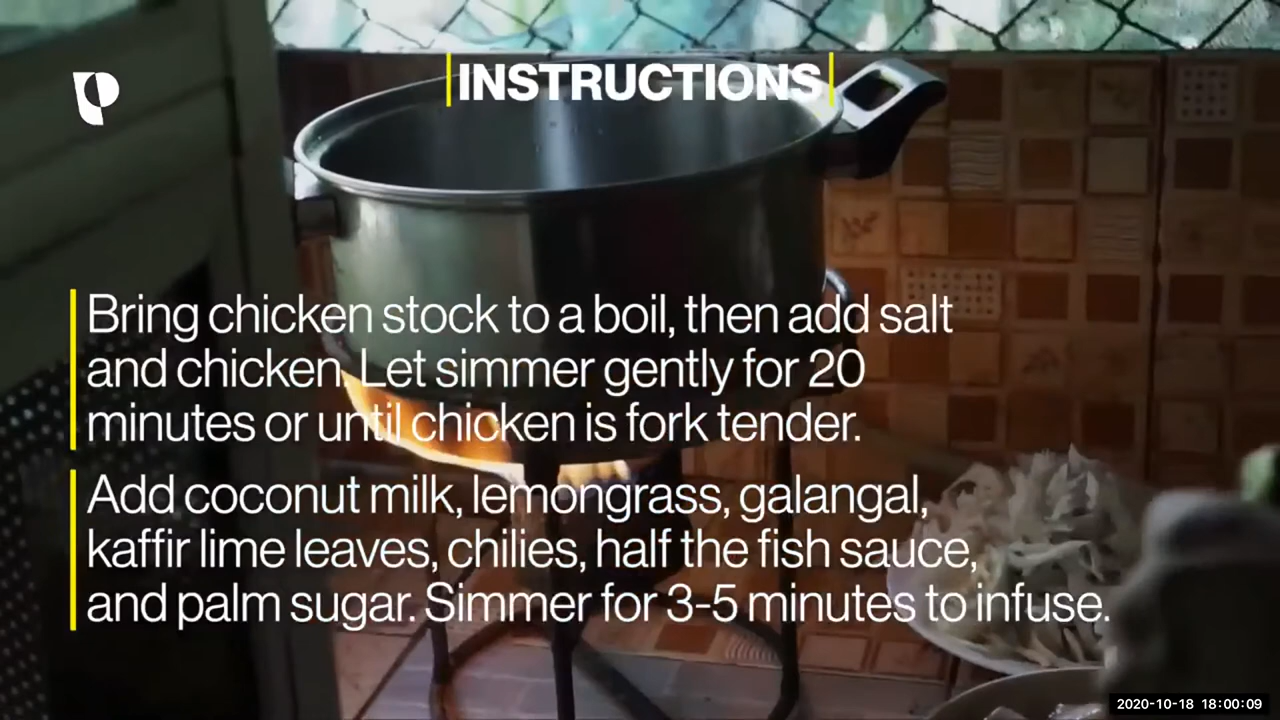 INSTRUCTIONS
Bring chicken stock to a boil, then add salt
and chicken. Let simmer gently for 20
minutes or until chicken is fork tender.
Add coconut milk, lemongrass, galangal,
kaffir lime leaves, chilies, half the fish sauce,
and palm sugar. Simmer for 3-5 minutes to infuse.
2020-10-18 18:00:09